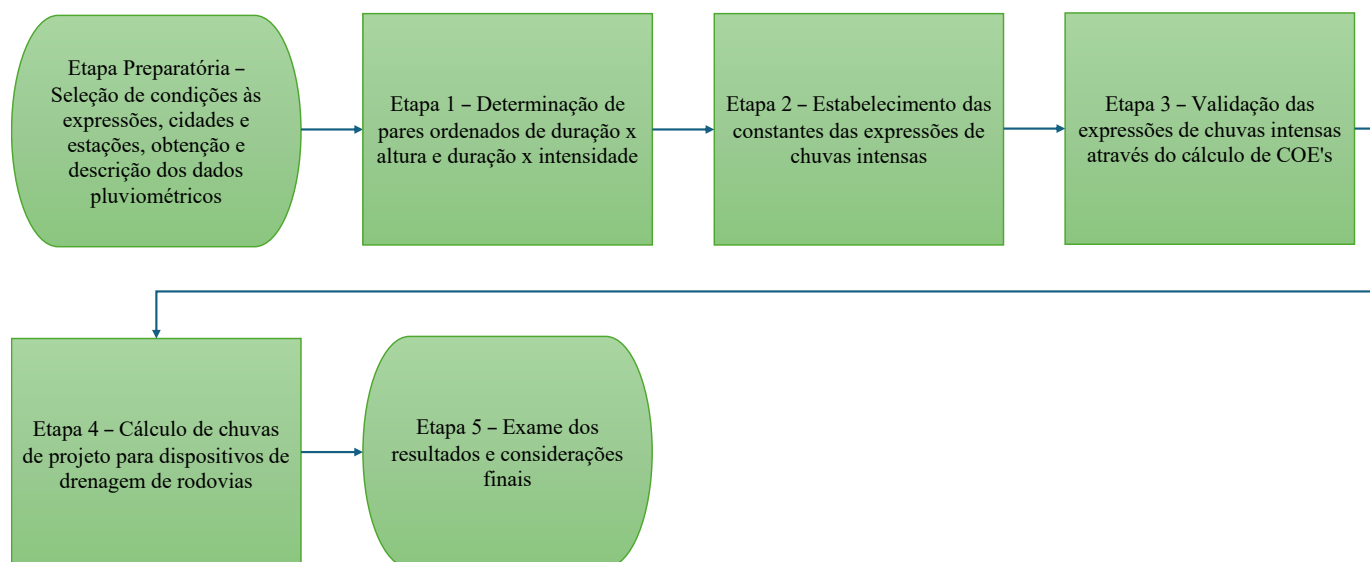 Etapa Preparatória –
Seleção de condições às
expressões, cidades e
estações, obtenção e
descrição dos dados
pluviométricos
Etapa 1 – Determinação de
pares ordenados de duração x
altura e duração x intensidade
Etapa 2 – Estabelecimento das
constantes das expressões de
chuvas intensas
Etapa 3 – Validação das
expressões de chuvas intensas
através do cálculo de COE's
Etapa 4 – Cálculo de chuvas
de projeto para dispositivos de
drenagem de rodovias
Etapa 5 – Exame dos
resultados e considerações
finais